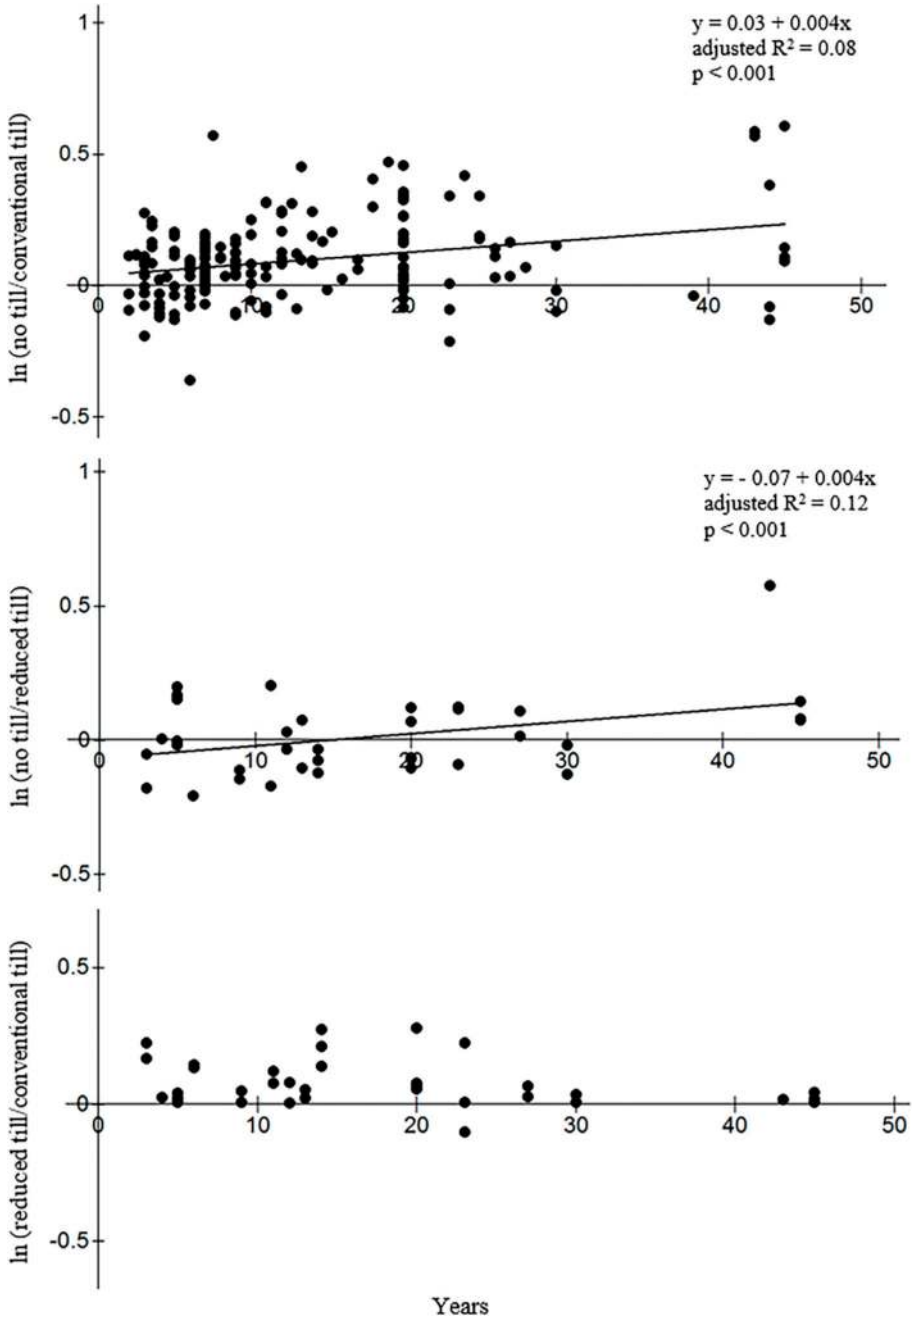 y = 0.03 + 0.004x
adjusted R² = 0.08
p < 0.001
ln (no till/conventional till)
1
0.5
0
-0.5
0 10 20 30 40 50
y = - 0.07 + 0.004x
adjusted R² = 0.12
p < 0.001
ln (no till/reduced till)
1
0.5
0
-0.5
0 10 20 30 40 50
ln (reduced till/conventional till)
0.5
0
-0.5
0 10 20 30 40 50
Years